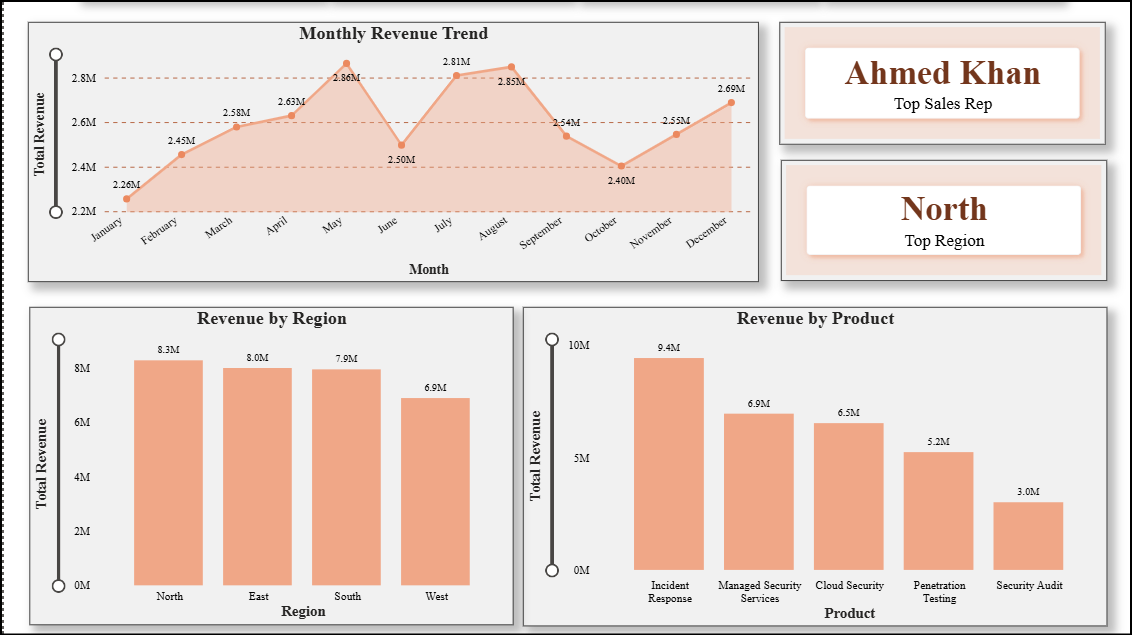 Monthly Revenue Trend
Total Revenue
2.8M
2.6M
2.4M
2.2M
2.26M
2.45M
2.58M
2.63M
2.86M
2.50M
2.81M
2.85M
2.54M
2.40M
2.55M
2.69M
January
February
March
April
May
June
July
August
September
October
November
December
Month
Ahmed Khan
Top Sales Rep
North
Top Region
Revenue by Region
Total Revenue
8M
6M
4M
2M
0M
8.3M
8.0M
7.9M
6.9M
North
East
South
West
Region
Revenue by Product
Total Revenue
10M
5M
0M
9.4M
6.9M
6.5M
5.2M
3.0M
Incident
Response
Managed Security
Services
Cloud Security
Penetration
Testing
Security Audit
Product